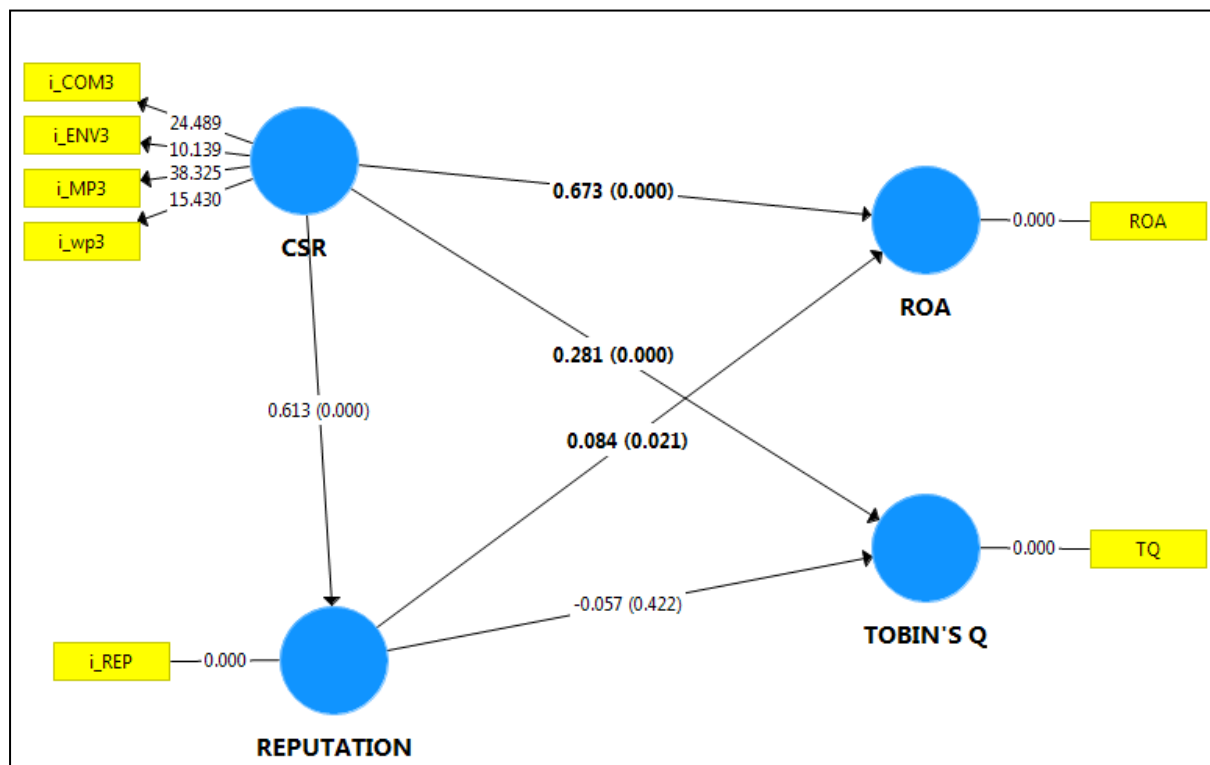 i_COM3
24.489
i_ENV3
10.139
i_MP3
38.325
15.430
i_wp3
CSR
0.673 (0.000)
0.000
ROA
ROA
0.281 (0.000)
0.613 (0.000)
0.084 (0.021)
0.000
TQ
-0.057 (0.422)
TOBIN'S Q
i_REP
0.000
REPUTATION